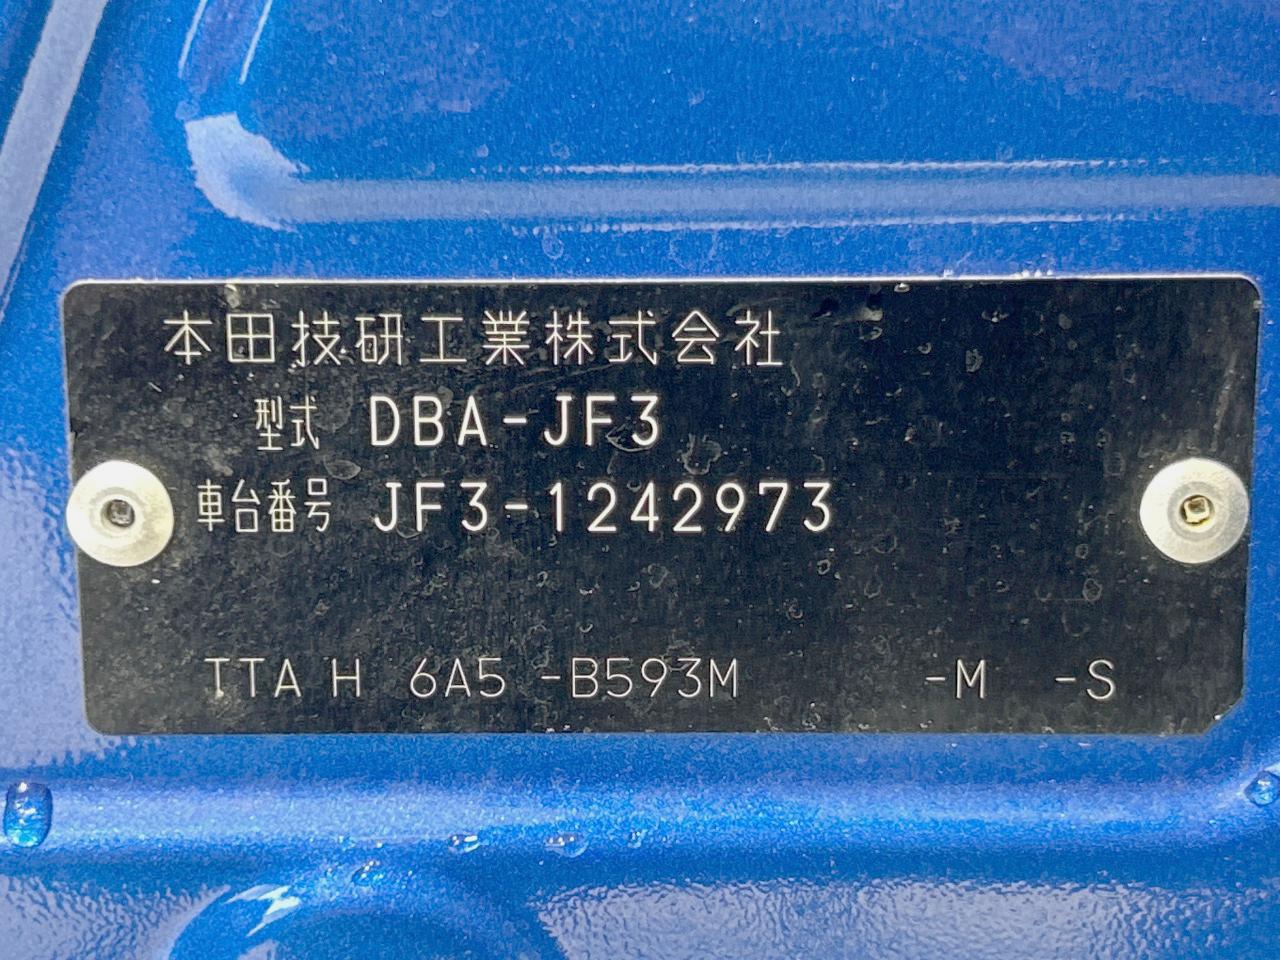 本田技研工業株式会社
型式 DBA-JF3
車台番号 JF3-1242973
TTA H 6A5 -B593M -M -S